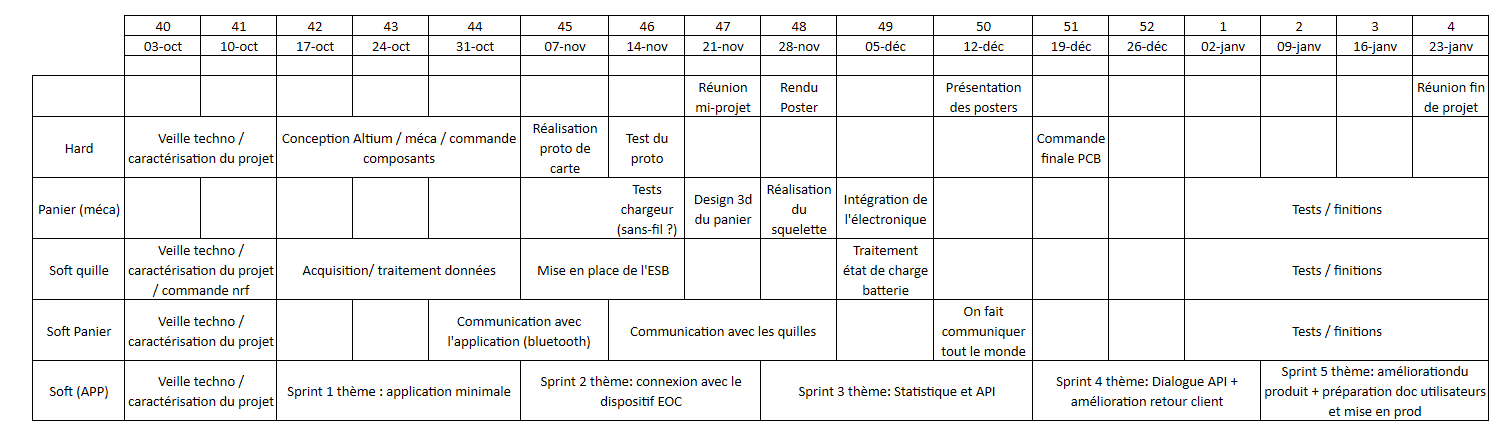 40 41 42 43 44 45 46 47 48 49 50 51 52 1 2 3 4
03-oct 10-oct 17-oct 24-oct 31-oct 07-nov 14-nov 21-nov 28-nov 05-déc 12-déc 19-déc 26-déc 02-janv 09-janv 16-janv 23-janv
Réunion
mi-projet
Rendu
Poster
Présentation
des posters
Réunion fin
de projet
Hard
Veille techno /
caractérisation du projet
Conception Altium / méca / commande
composants
Réalisation
proto de
carte
Test du
proto
Commande
finale PCB
Panier (méca)
Tests
chargeur
(sans-fil ?)
Design 3d
du panier
Réalisation
du
squelette
Intégration de
l'électronique
Tests / finitions
Soft quille
Veille techno /
caractérisation du projet
/ commande nrf
Acquisition/ traitement données
Mise en place de l'ESB
Traitement
état de charge
batterie
Tests / finitions
Soft Panier
Veille techno /
caractérisation du projet
Communication avec
l'application (bluetooth)
Communication avec les quilles
On fait
communiquer
tout le monde
Tests / finitions
Soft (APP)
Veille techno /
caractérisation du projet
Sprint 1 thème : application minimale
Sprint 2 thème: connexion avec le
dispositif EOC
Sprint 3 thème: Statistique et API
Sprint 4 thème: Dialogue API +
amélioration retour client
Sprint 5 thème: améliorationdu
produit + préparation doc utilisateurs
et mise en prod